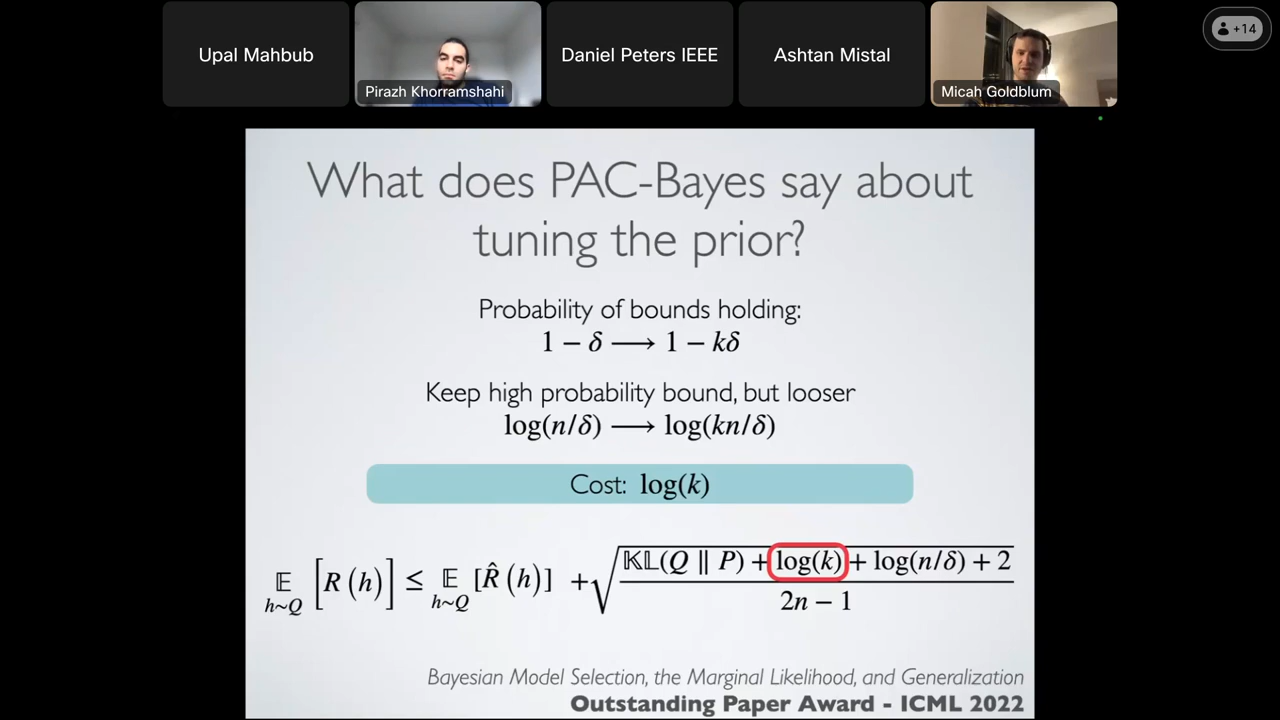 Upal Mahbub
Pirazh Khorramshahi
Daniel Peters IEEE
Ashtan Mistal
Micah Goldblum
+14
What does PAC-Bayes say about
tuning the prior?
Probability of bounds holding:
1 − δ ⟶ 1 − kδ
Keep high probability bound, but looser
log(n/δ) ⟶ log(kn/δ)
Cost: log(k)
𝔼_{h~Q} [R(h)] ≤ 𝔼_{h~Q} [R̂(h)] + √((𝕂𝕃(Q ∥ P) + log(k) + log(n/δ) + 2)/(2n − 1))
Bayesian Model Selection, the Marginal Likelihood, and Generalization
Outstanding Paper Award - ICML 2022